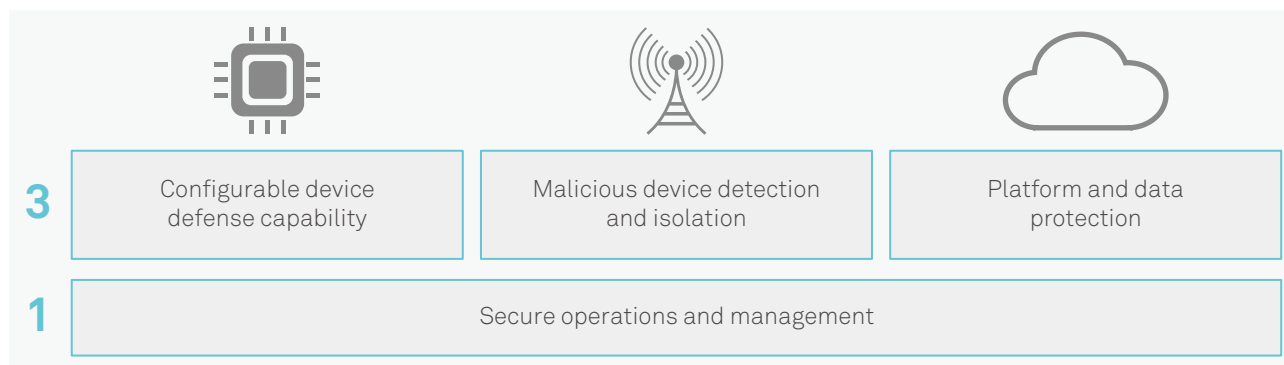 3
Configurable device
defense capability
Malicious device detection
and isolation
Platform and data
protection
1
Secure operations and management